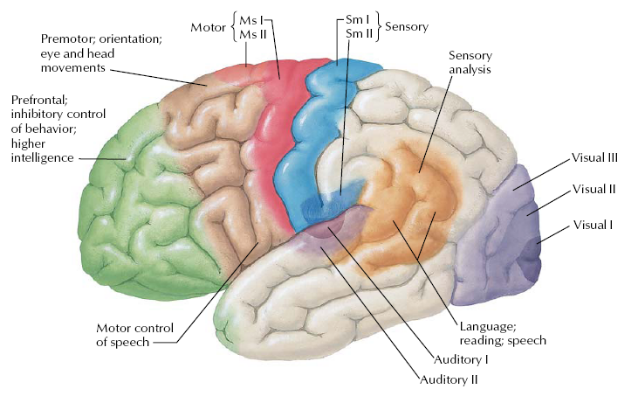 Motor
Ms I
Ms II
Sm I
Sm II
Sensory
Premotor; orientation;
eye and head
movements
Sensory
analysis
Prefrontal;
inhibitory control
of behavior;
higher
intelligence
Visual III
Visual II
Visual I
Motor control
of speech
Language;
reading; speech
Auditory I
Auditory II